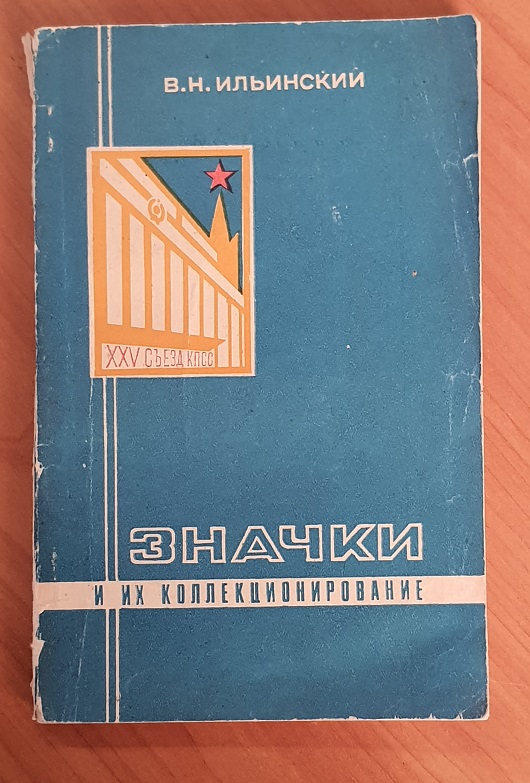 В.Н. ИЛЬИНСКИЙ
XXV СЪЕЗД КПСС
ЗНАЧКИ
И ИХ КОЛЛЕКЦИОНИРОВАНИЕ